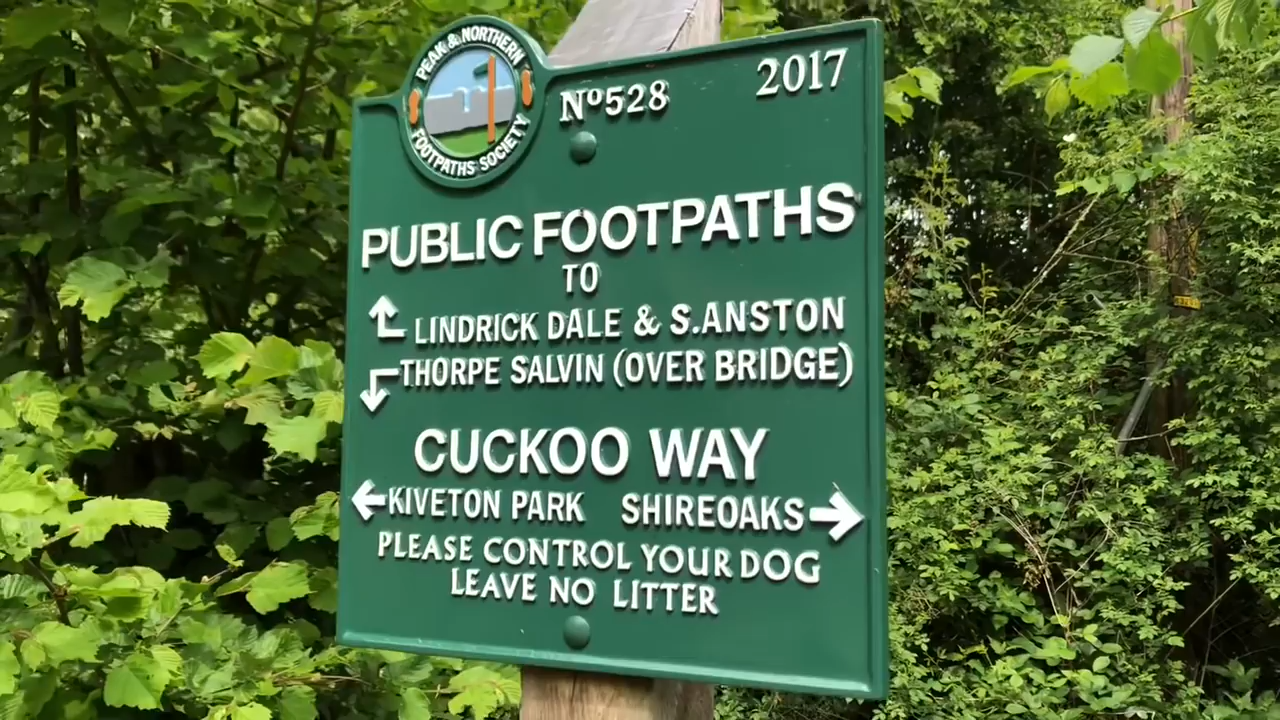 PEAK & NORTHERN
FOOTPATHS SOCIETY
Nº528
2017
PUBLIC FOOTPATHS
TO
LINDRICK DALE & S.ANSTON
THORPE SALVIN (OVER BRIDGE)
CUCKOO WAY
KIVETON PARK SHIREOAKS
PLEASE CONTROL YOUR DOG
LEAVE NO LITTER